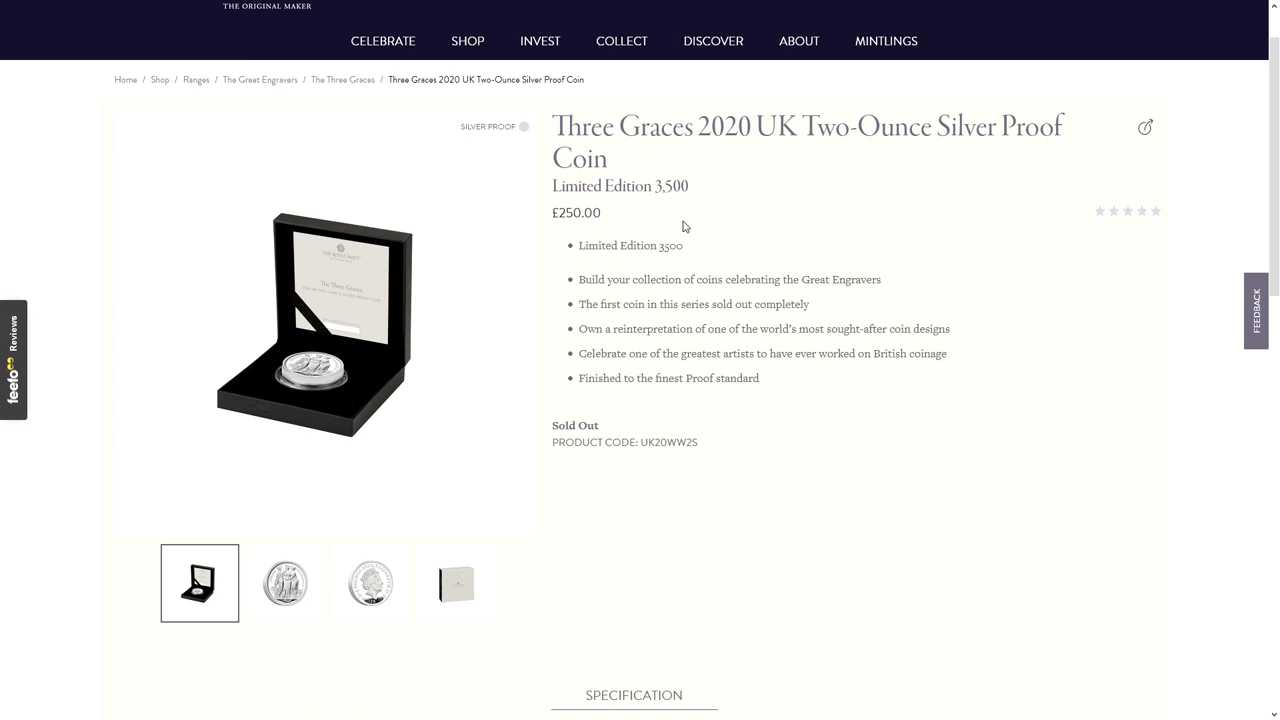 THE ORIGINAL MAKER
CELEBRATE SHOP INVEST COLLECT DISCOVER ABOUT MINTLINGS
Home / Shop / Ranges / The Great Engravers / The Three Graces / Three Graces 2020 UK Two-Ounce Silver Proof Coin
SILVER PROOF
Three Graces 2020 UK Two-Ounce Silver Proof
Coin
Limited Edition 3,500
£250.00
• Limited Edition 3500
• Build your collection of coins celebrating the Great Engravers
• The first coin in this series sold out completely
• Own a reinterpretation of one of the world's most sought-after coin designs
• Celebrate one of the greatest artists to have ever worked on British coinage
• Finished to the finest Proof standard
Sold Out
PRODUCT CODE: UK20WW2S
THE ROYAL MINT
The Three Graces
feefo Reviews
FEEDBACK
SPECIFICATION